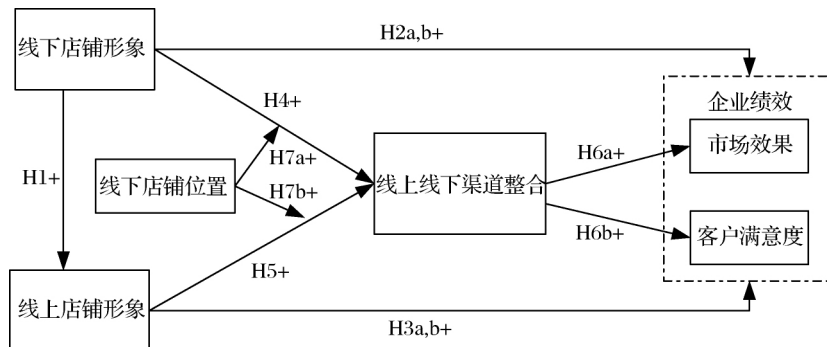 线下店铺形象
H2a,b+
企业绩效
H4+
市场效果
H6a+
H7a+
线下店铺位置
线上线下渠道整合
H1+
H7b+
H6b+
客户满意度
H5+
线上店铺形象
H3a,b+